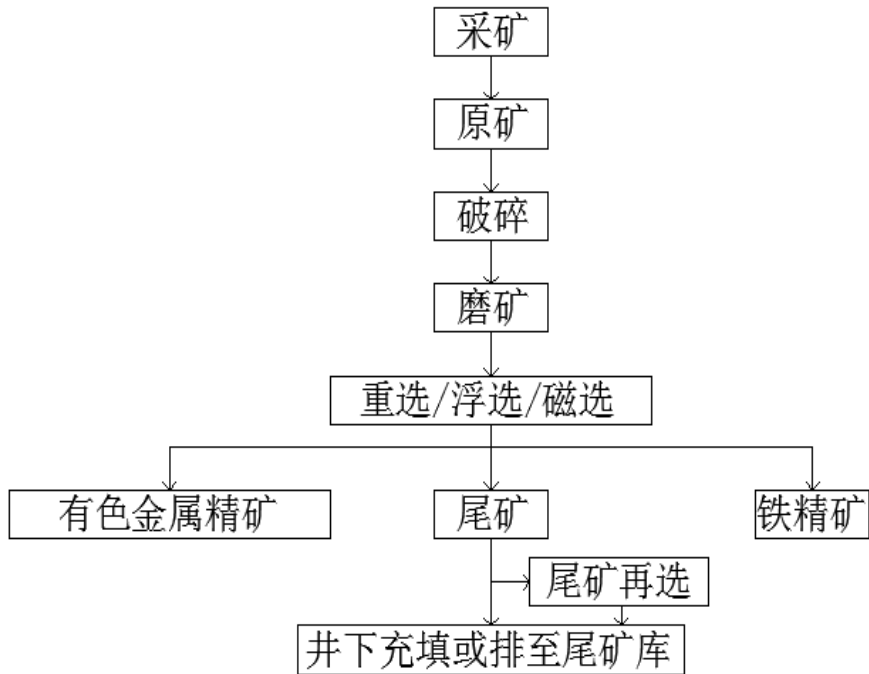 采矿
原矿
破碎
磨矿
重选/浮选/磁选
有色金属精矿
尾矿
铁精矿
尾矿再选
井下充填或排至尾矿库